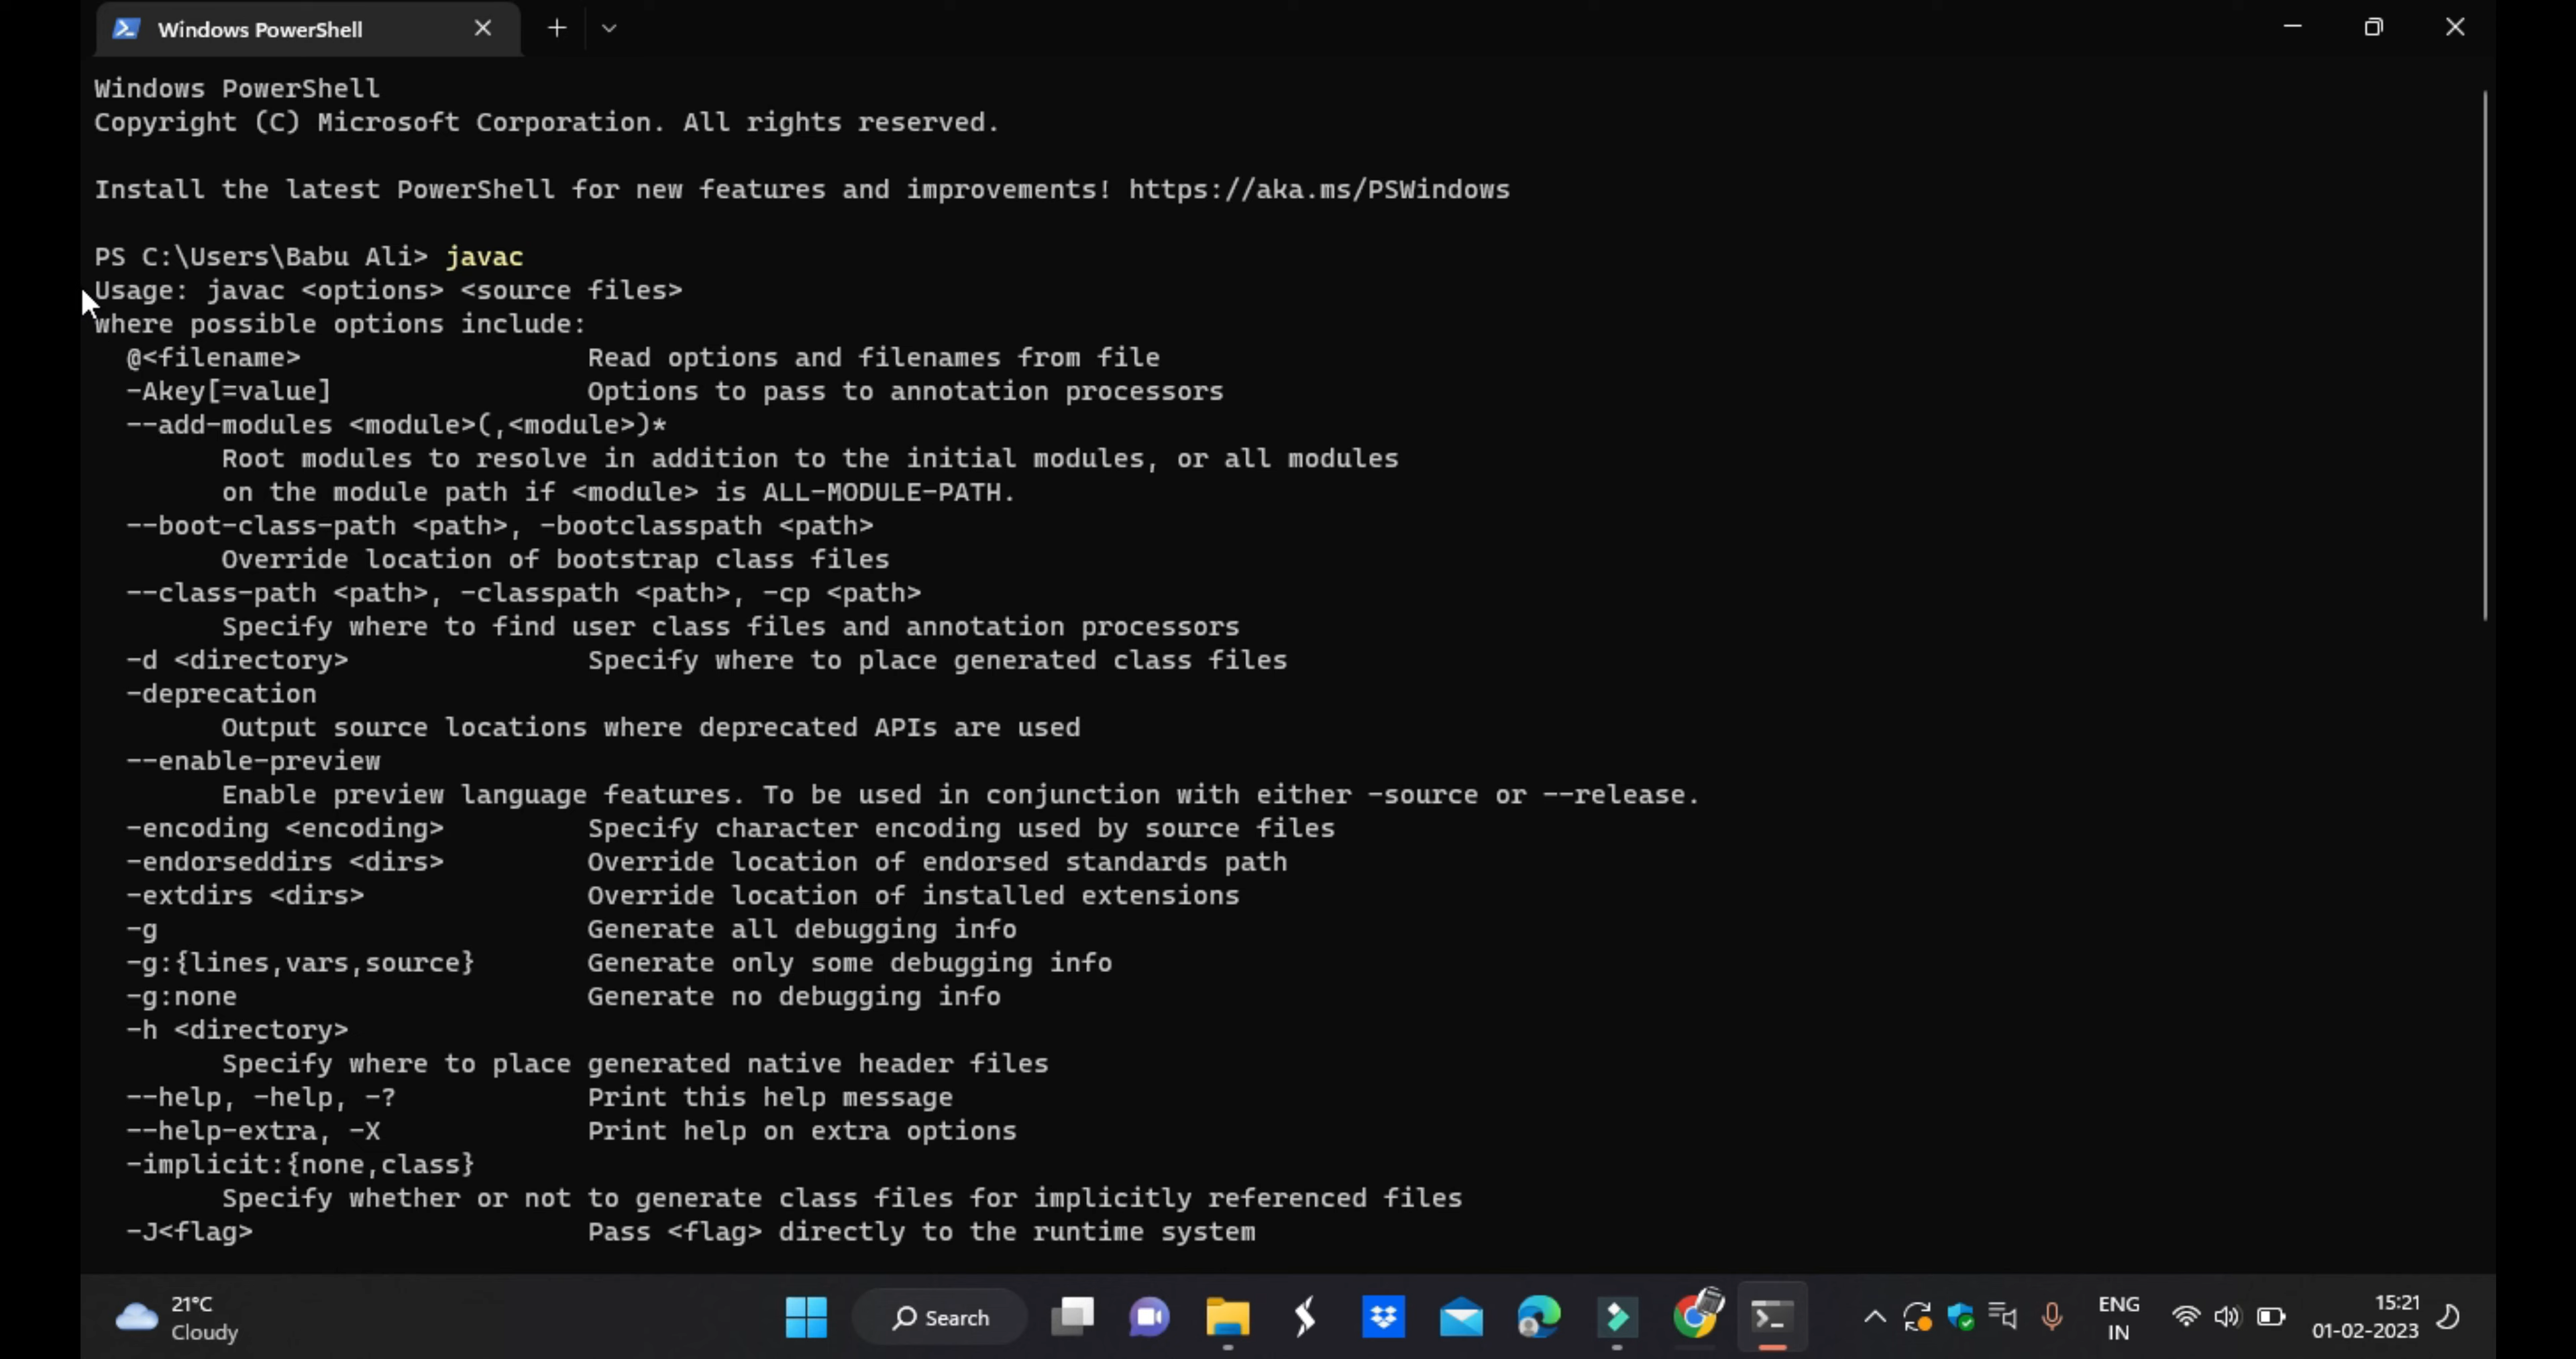 Windows PowerShell
Windows PowerShell
Copyright (C) Microsoft Corporation. All rights reserved.
Install the latest PowerShell for new features and improvements! https://aka.ms/PSWindows
PS C:\Users\Babu Ali> javac
Usage: javac <options> <source files>
where possible options include:
  @<filename>                  Read options and filenames from file
  -Akey[=value]                Options to pass to annotation processors
  --add-modules <module>(,<module>)*
        Root modules to resolve in addition to the initial modules, or all modules
        on the module path if <module> is ALL-MODULE-PATH.
  --boot-class-path <path>, -bootclasspath <path>
        Override location of bootstrap class files
  --class-path <path>, -classpath <path>, -cp <path>
        Specify where to find user class files and annotation processors
  -d <directory>               Specify where to place generated class files
  -deprecation
        Output source locations where deprecated APIs are used
  --enable-preview
        Enable preview language features. To be used in conjunction with either -source or --release.
  -encoding <encoding>         Specify character encoding used by source files
  -endorseddirs <dirs>         Override location of endorsed standards path
  -extdirs <dirs>              Override location of installed extensions
  -g                           Generate all debugging info
  -g:{lines,vars,source}       Generate only some debugging info
  -g:none                      Generate no debugging info
  -h <directory>
        Specify where to place generated native header files
  --help, -help, -?            Print this help message
  --help-extra, -X             Print help on extra options
  -implicit:{none,class}
        Specify whether or not to generate class files for implicitly referenced files
  -J<flag>                     Pass <flag> directly to the runtime system
21°C
Cloudy
Search
ENG
IN
15:21
01-02-2023